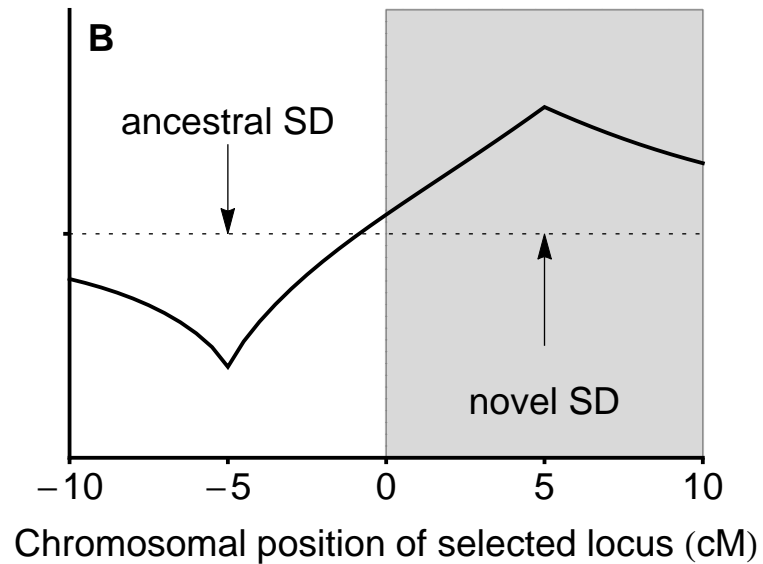 B
ancestral SD
novel SD
−10 −5 0 5 10
Chromosomal position of selected locus (cM)